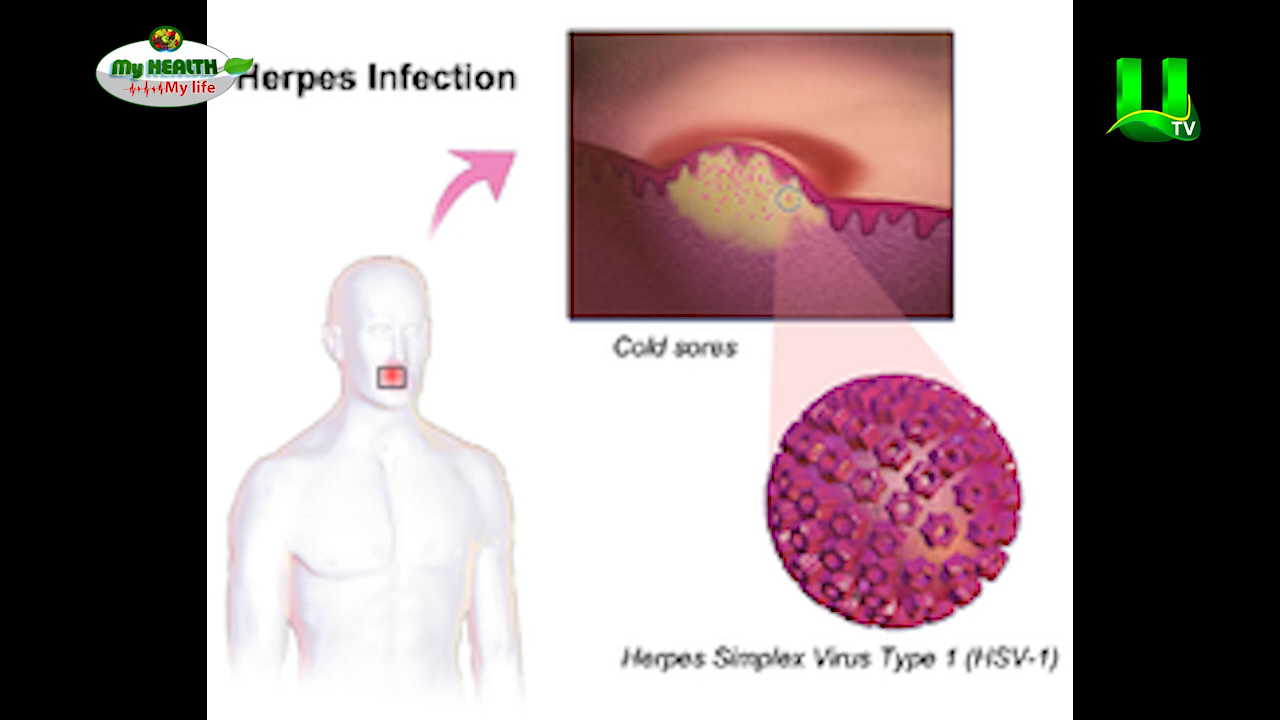 My HEALTH
My life
Herpes Infection
TV
Cold sores
Herpes Simplex Virus Type 1 (HSV-1)